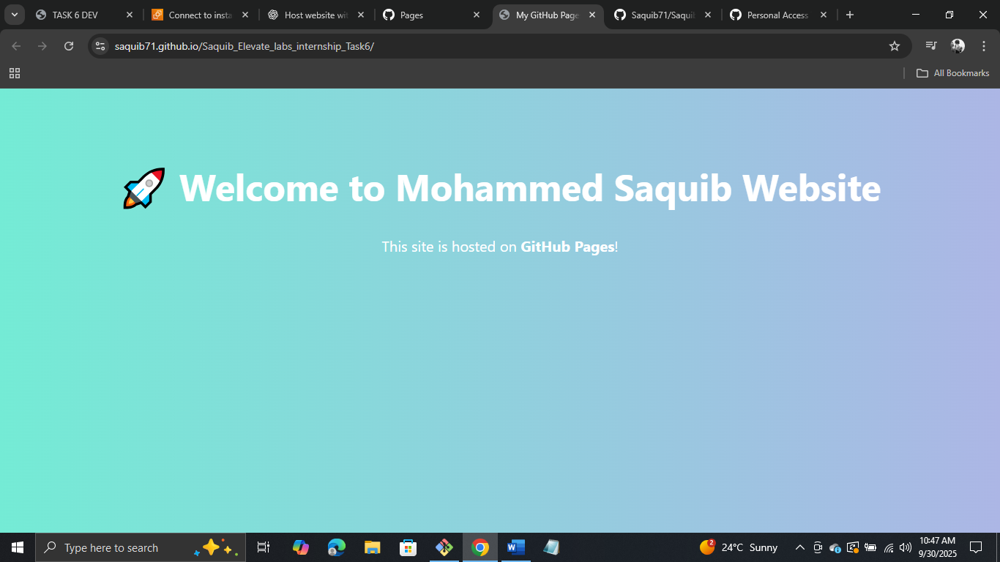 TASK 6 DEV
Connect to insta
Host website wit
Pages
My GitHub Page
Saquib71/Saquib
Personal Access
saquib71.github.io/Saquib_Elevate_labs_internship_Task6/
All Bookmarks
🚀 Welcome to Mohammed Saquib Website
This site is hosted on GitHub Pages!
Type here to search
2
24°C Sunny
10:47 AM
9/30/2025